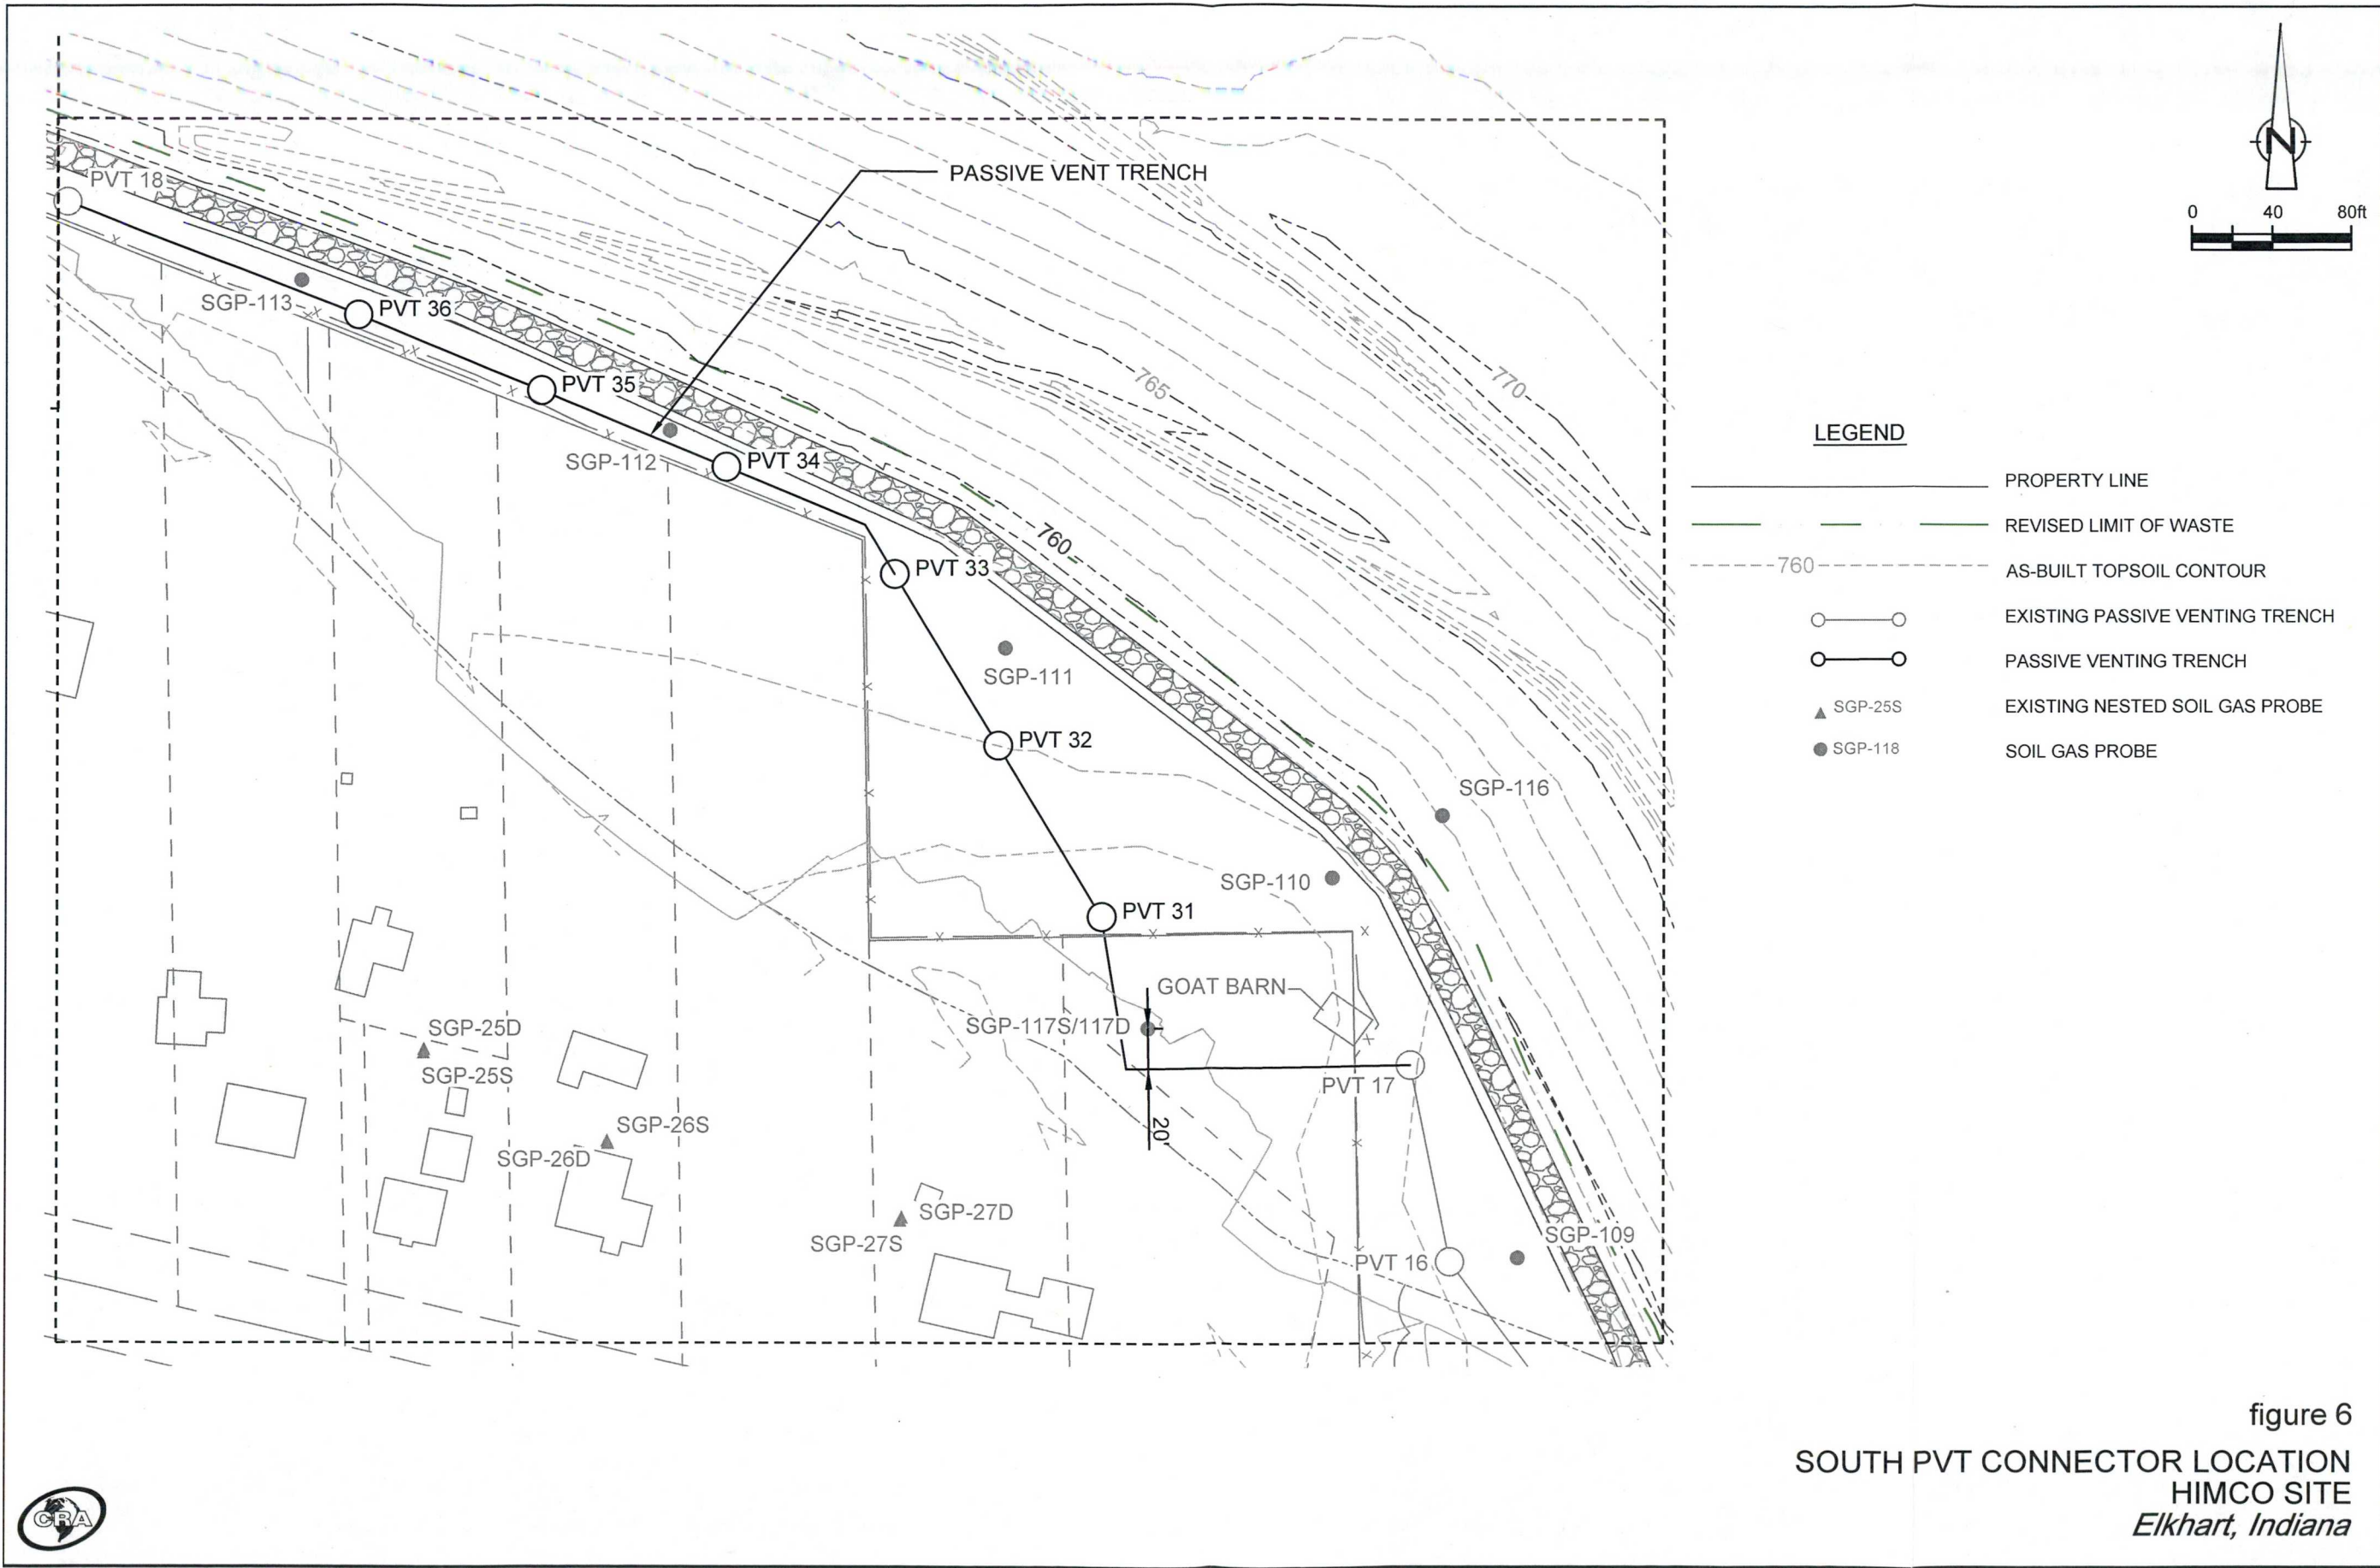 PASSIVE VENT TRENCH
PVT 18
N
0 40 80ft
SGP-113
PVT 36
PVT 35
765
770
SGP-112
PVT 34
LEGEND
PROPERTY LINE
REVISED LIMIT OF WASTE
760
AS-BUILT TOPSOIL CONTOUR
EXISTING PASSIVE VENTING TRENCH
PASSIVE VENTING TRENCH
SGP-25S EXISTING NESTED SOIL GAS PROBE
SGP-118 SOIL GAS PROBE
760
PVT 33
SGP-111
PVT 32
SGP-116
SGP-110
PVT 31
GOAT BARN
SGP-117S/117D
SGP-25D
SGP-25S
PVT 17
20'
SGP-26S
SGP-26D
SGP-27D
SGP-27S
SGP-109
PVT 16
figure 6
SOUTH PVT CONNECTOR LOCATION
HIMCO SITE
Elkhart, Indiana
CRA